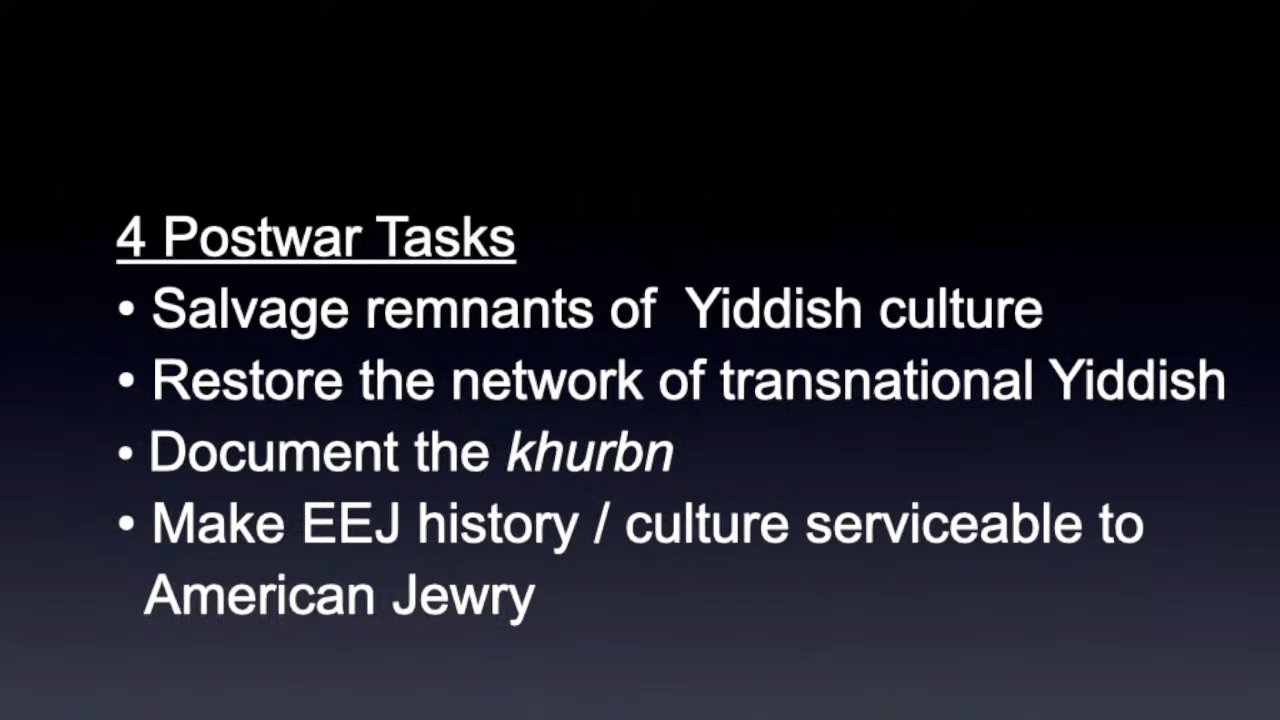 4 Postwar Tasks
• Salvage remnants of  Yiddish culture
• Restore the network of transnational Yiddish
• Document the khurbn
• Make EEJ history / culture serviceable to
American Jewry